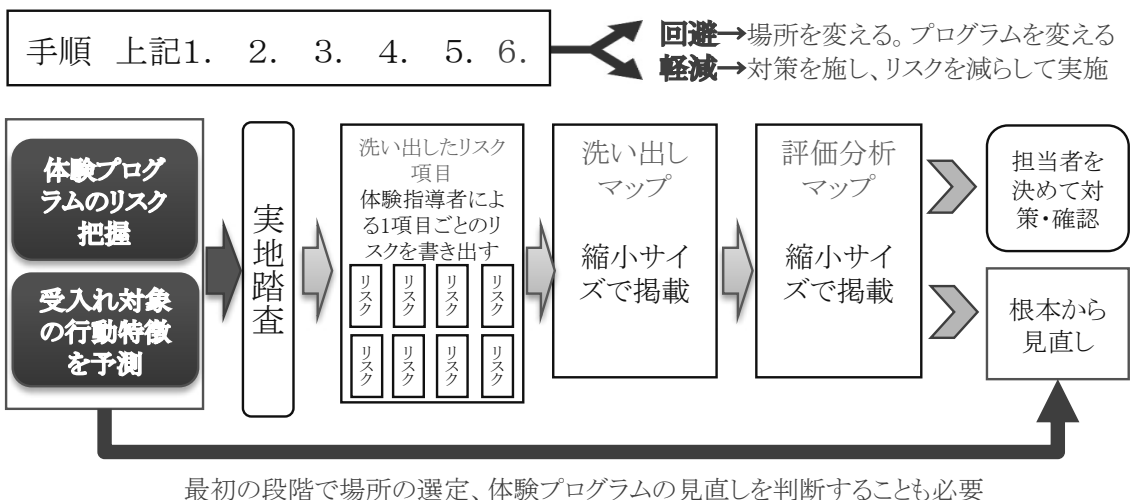 手順 上記1. 2. 3. 4. 5. 6.
回避→場所を変える。プログラムを変える
軽減→対策を施し、リスクを減らして実施
体験プログ
ラムのリスク
把握
受入れ対象
の行動特徴
を予測
実地踏査
洗い出したリスク
項目
体験指導者によ
る1項目ごとのリ
スクを書き出す
リスク
リスク
リスク
リスク
リスク
リスク
リスク
リスク
洗い出し
マップ
縮小サイ
ズで掲載
評価分析
マップ
縮小サイ
ズで掲載
担当者を
決めて対
策・確認
根本から
見直し
最初の段階で場所の選定、体験プログラムの見直しを判断することも必要